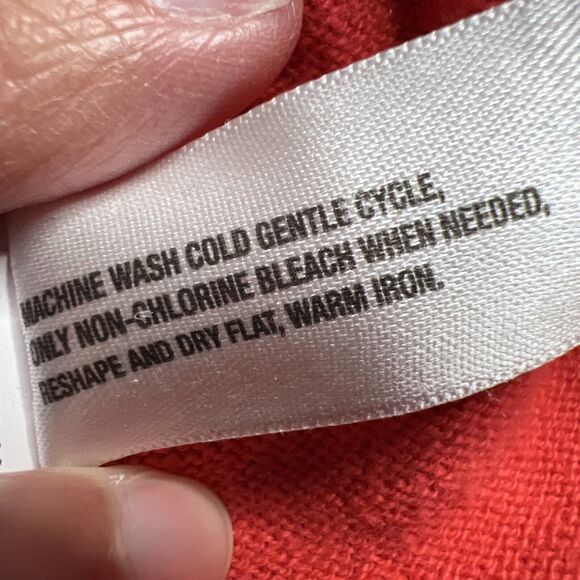 MACHINE WASH COLD GENTLE CYCLE,
ONLY NON-CHLORINE BLEACH WHEN NEEDED,
RESHAPE AND DRY FLAT, WARM IRON.